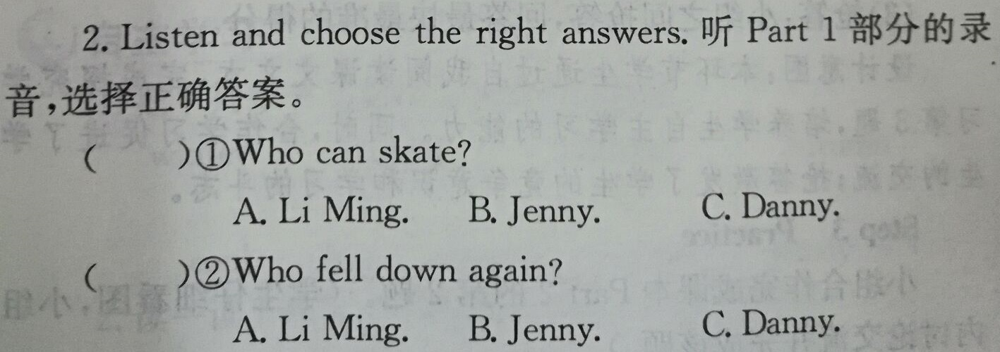 2. Listen and choose the right answers. 听 Part 1 部分的录
音,选择正确答案。
(   )①Who can skate?
A. Li Ming. B. Jenny. C. Danny.
(   )②Who fell down again?
A. Li Ming. B. Jenny. C. Danny.